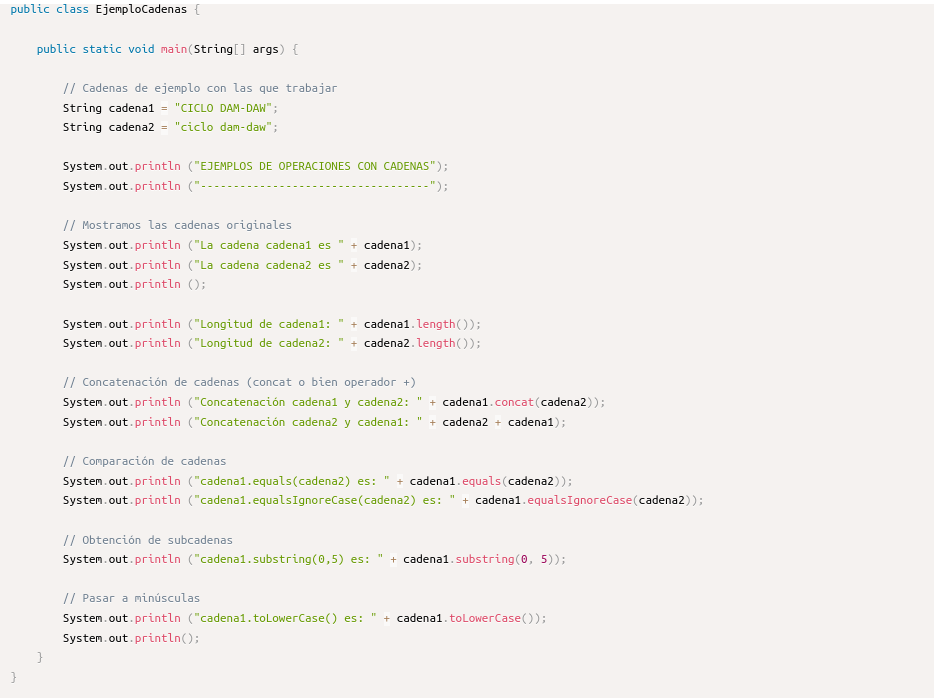 public class EjemploCadenas {
public static void main(String[] args) {
// Cadenas de ejemplo con las que trabajar
String cadena1 = "CICLO DAM-DAW";
String cadena2 = "ciclo dam-daw";
System.out.println ("EJEMPLOS DE OPERACIONES CON CADENAS");
System.out.println ("-----------------------------------");
// Mostramos las cadenas originales
System.out.println ("La cadena cadena1 es " + cadena1);
System.out.println ("La cadena cadena2 es " + cadena2);
System.out.println ();
System.out.println ("Longitud de cadena1: " + cadena1.length());
System.out.println ("Longitud de cadena2: " + cadena2.length());
// Concatenación de cadenas (concat o bien operador +)
System.out.println ("Concatenación cadena1 y cadena2: " + cadena1.concat(cadena2));
System.out.println ("Concatenación cadena2 y cadena1: " + cadena2 + cadena1);
// Comparación de cadenas
System.out.println ("cadena1.equals(cadena2) es: " + cadena1.equals(cadena2));
System.out.println ("cadena1.equalsIgnoreCase(cadena2) es: " + cadena1.equalsIgnoreCase(cadena2));
// Obtención de subcadenas
System.out.println ("cadena1.substring(0,5) es: " + cadena1.substring(0, 5));
// Pasar a minúsculas
System.out.println ("cadena1.toLowerCase() es: " + cadena1.toLowerCase());
System.out.println();
}
}